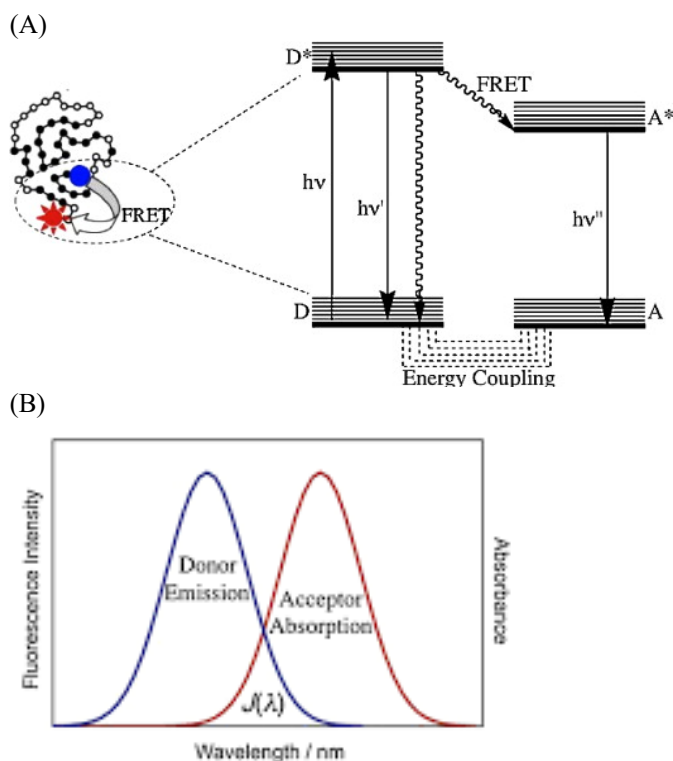 (A)
D*
FRET
A*
hν
hν'
hν"
FRET
D
A
Energy Coupling
(B)
Fluorescence Intensity
Donor
Emission
Acceptor
Absorption
J(λ)
Absorbance
Wavelength / nm